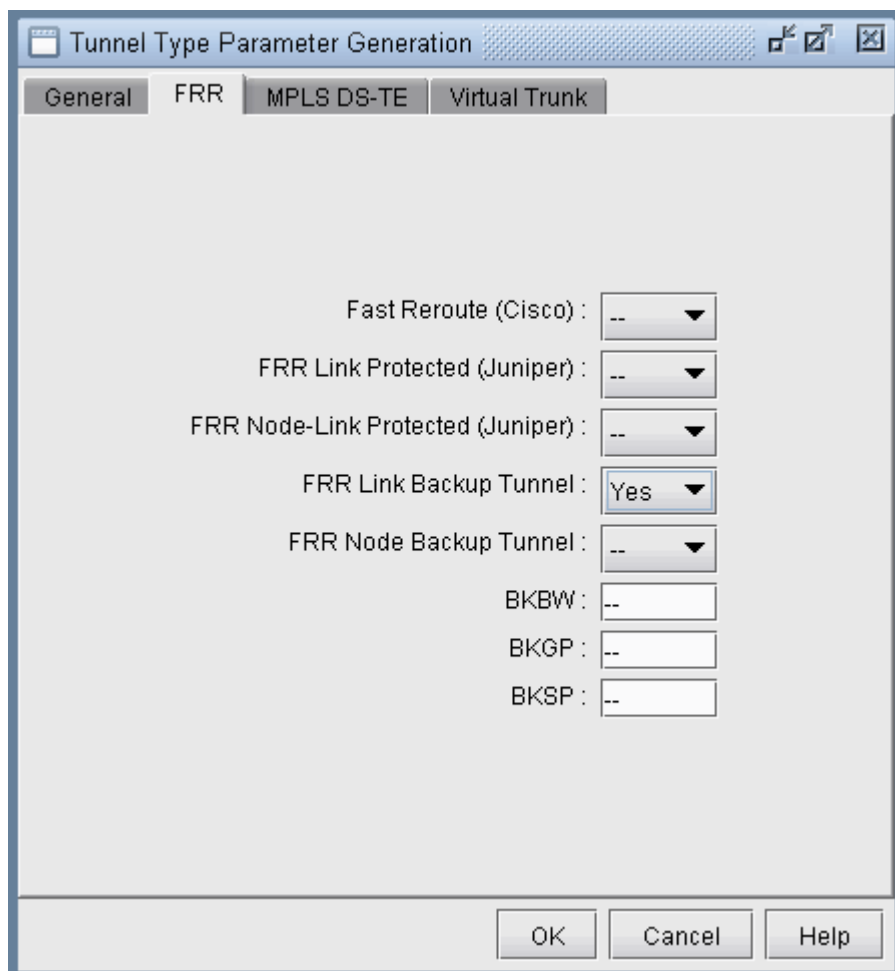 Tunnel Type Parameter Generation
General FRR MPLS DS-TE Virtual Trunk
Fast Reroute (Cisco) : --
FRR Link Protected (Juniper) : --
FRR Node-Link Protected (Juniper) : --
FRR Link Backup Tunnel : Yes
FRR Node Backup Tunnel : --
BKBW : --
BKGP : --
BKSP : --
OK Cancel Help